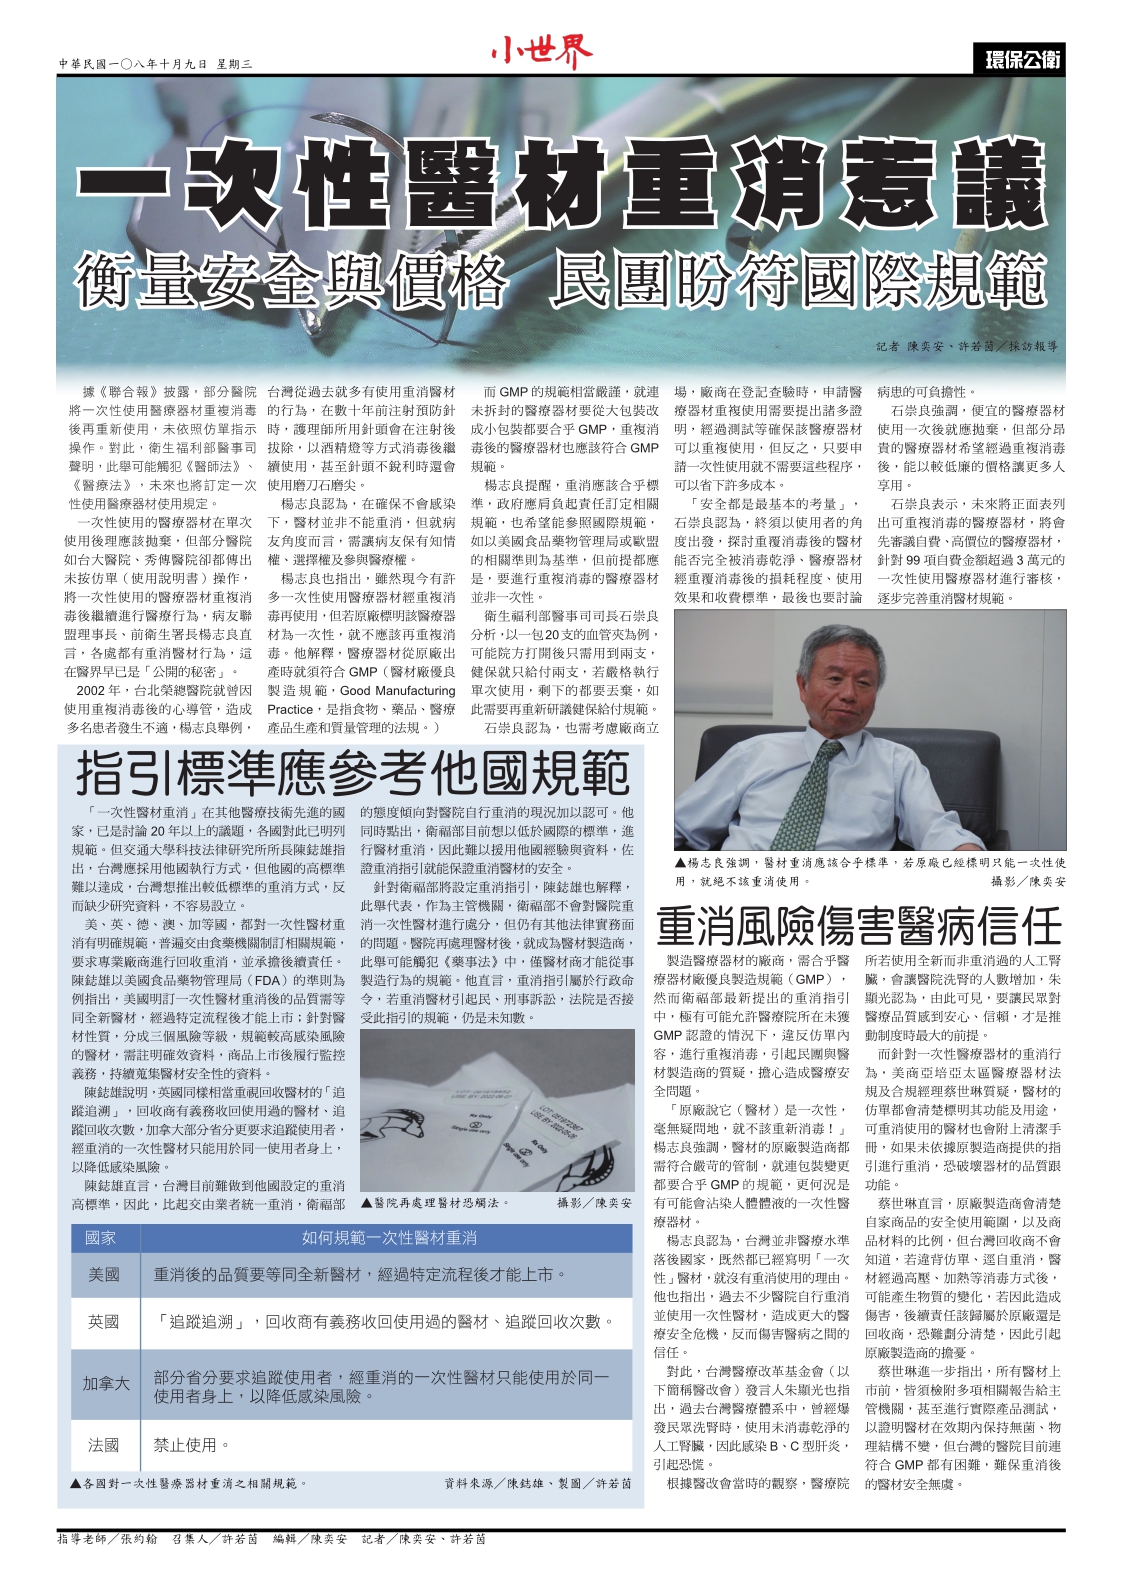 中華民國一〇八年十月九日 星期三
小世界
環保公衛
一次性醫材重消惹議
衡量安全與價格 民團盼符國際規範
記者 陳奕安、許若茵／採訪報導
據《聯合報》披露，部分醫院
將一次性使用醫療器材重複消毒
後再重新使用，未依照仿單指示
操作。對此，衛生福利部醫事司
聲明，此舉可能觸犯《醫師法》、
《醫療法》，未來也將訂定一次
性使用醫療器材使用規定。
一次性使用的醫療器材在單次
使用後理應該拋棄，但部分醫院
如台大醫院、秀傳醫院卻都傳出
未按仿單（使用說明書）操作，
將一次性使用的醫療器材重複消
毒後繼續進行醫療行為，病友聯
盟理事長、前衛生署長楊志良直
言，各處都有重消醫材行為，這
在醫界早已是「公開的秘密」。
2002 年，台北榮總醫院就曾因
使用重複消毒後的心導管，造成
多名患者發生不適，楊志良舉例，
台灣從過去就多有使用重消醫材
的行為，在數十年前注射預防針
時，護理師所用針頭會在注射後
拔除，以酒精燈等方式消毒後繼
續使用，甚至針頭不銳利時還會
使用磨刀石磨尖。
楊志良認為，在確保不會感染
下，醫材並非不能重消，但就病
友角度而言，需讓病友保有知情
權、選擇權及參與醫療權。
楊志良也指出，雖然現今有許
多一次性使用醫療器材經重複消
毒再使用，但若原廠標明該醫療器
材為一次性，就不應該再重複消
毒。他解釋，醫療器材從原廠出
產時就須符合 GMP（醫材廠優良
製造規範，Good Manufacturing
Practice，是指食物、藥品、醫療
產品生產和質量管理的法規。）
而 GMP 的規範相當嚴謹，就連
未拆封的醫療器材要從大包裝改
成小包裝都要合乎 GMP，重複消
毒後的醫療器材也應該符合 GMP
規範。
楊志良提醒，重消應該合乎標
準，政府應肩負起責任訂定相關
規範，也希望能參照國際規範，
如以美國食品藥物管理局或歐盟
的相關準則為基準，但前提都應
是，要進行重複消毒的醫療器材
並非一次性。
衛生福利部醫事司司長石崇良
分析，以一包20支的血管夾為例，
可能院方打開後只需用到兩支，
健保就只給付兩支，若嚴格執行
單次使用，剩下的都要丟棄，如
此需要再重新研議健保給付規範。
石崇良認為，也需考慮廠商立
場，廠商在登記查驗時，申請醫
療器材重複使用需要提出諸多證
明，經過測試等確保該醫療器材
可以重複使用，但反之，只要申
請一次性使用就不需要這些程序，
可以省下許多成本。
「安全都是最基本的考量」，
石崇良認為，終須以使用者的角
度出發，探討重覆消毒後的醫材
能否完全被消毒乾淨、醫療器材
經重覆消毒後的損耗程度、使用
效果和收費標準，最後也要討論
病患的可負擔性。
石崇良強調，便宜的醫療器材
使用一次後就應拋棄，但部分昂
貴的醫療器材希望經過重複消毒
後，能以較低廉的價格讓更多人
享用。
石崇良表示，未來將正面表列
出可重複消毒的醫療器材，將會
先審議自費、高價位的醫療器材，
針對 99 項自費金額超過 3 萬元的
一次性使用醫療器材進行審核，
逐步完善重消醫材規範。
▲楊志良強調，醫材重消應該合乎標準，若原廠已經標明只能一次性使
用，就絕不該重消使用。 攝影／陳奕安
指引標準應參考他國規範
「一次性醫材重消」在其他醫療技術先進的國
家，已是討論 20 年以上的議題，各國對此已明列
規範。但交通大學科技法律研究所所長陳鋕雄指
出，台灣應採用他國執行方式，但他國的高標準
難以達成，台灣想推出較低標準的重消方式，反
而缺少研究資料，不容易設立。
美、英、德、澳、加等國，都對一次性醫材重
消有明確規範，普遍交由食藥機關制訂相關規範，
要求專業廠商進行回收重消，並承擔後續責任。
陳鋕雄以美國食品藥物管理局（FDA）的準則為
例指出，美國明訂一次性醫材重消後的品質需等
同全新醫材，經過特定流程後才能上市；針對醫
材性質，分成三個風險等級，規範較高感染風險
的醫材，需註明確效資料，商品上市後履行監控
義務，持續蒐集醫材安全性的資料。
陳鋕雄說明，英國同樣相當重視回收醫材的「追
蹤追溯」，回收商有義務收回使用過的醫材、追
蹤回收次數，加拿大部分省分更要求追蹤使用者，
經重消的一次性醫材只能用於同一使用者身上，
以降低感染風險。
陳鋕雄直言，台灣目前難做到他國設定的重消
高標準，因此，比起交由業者統一重消，衛福部
的態度傾向對醫院自行重消的現況加以認可。他
同時點出，衛福部目前想以低於國際的標準，進
行醫材重消，因此難以援用他國經驗與資料，佐
證重消指引就能保證重消醫材的安全。
針對衛福部將設定重消指引，陳鋕雄也解釋，
此舉代表，作為主管機關，衛福部不會對醫院重
消一次性醫材進行處分，但仍有其他法律實務面
的問題。醫院再處理醫材後，就成為醫材製造商，
此舉可能觸犯《藥事法》中，僅醫材商才能從事
製造行為的規範。他直言，重消指引屬於行政命
令，若重消醫材引起民、刑事訴訟，法院是否接
受此指引的規範，仍是未知數。
▲醫院再處理醫材恐觸法。 攝影／陳奕安
國家 如何規範一次性醫材重消
美國 重消後的品質要等同全新醫材，經過特定流程後才能上市。
英國 「追蹤追溯」，回收商有義務收回使用過的醫材、追蹤回收次數。
加拿大 部分省分要求追蹤使用者，經重消的一次性醫材只能使用於同一
使用者身上，以降低感染風險。
法國 禁止使用。
▲各國對一次性醫療器材重消之相關規範。 資料來源／陳鋕雄、製圖／許若茵
重消風險傷害醫病信任
製造醫療器材的廠商，需合乎醫
療器材廠優良製造規範（GMP），
然而衛福部最新提出的重消指引
中，極有可能允許醫療院所在未獲
GMP 認證的情況下，違反仿單內
容，進行重複消毒，引起民團與醫
材製造商的質疑，擔心造成醫療安
全問題。
「原廠說它（醫材）是一次性，
毫無疑問地，就不該重新消毒！」
楊志良強調，醫材的原廠製造商都
需符合嚴苛的管制，就連包裝變更
都要合乎 GMP 的規範，更何況是
有可能會沾染人體體液的一次性醫
療器材。
楊志良認為，台灣並非醫療水準
落後國家，既然都已經寫明「一次
性」醫材，就沒有重消使用的理由。
他也指出，過去不少醫院自行重消
並使用一次性醫材，造成更大的醫
療安全危機，反而傷害醫病之間的
信任。
對此，台灣醫療改革基金會（以
下簡稱醫改會）發言人朱顯光也指
出，過去台灣醫療體系中，曾經爆
發民眾洗腎時，使用未消毒乾淨的
人工腎臟，因此感染 B、C 型肝炎，
引起恐慌。
根據醫改會當時的觀察，醫療院
所若使用全新而非重消過的人工腎
臟，會讓醫院洗腎的人數增加，朱
顯光認為，由此可見，要讓民眾對
醫療品質感到安心、信賴，才是推
動制度時最大的前提。
而針對一次性醫療器材的重消行
為，美商亞培亞太區醫療器材法
規及合規經理蔡世琳質疑，醫材的
仿單都會清楚標明其功能及用途，
可重消使用的醫材也會附上清潔手
冊，如果未依據原製造商提供的指
引進行重消，恐破壞器材的品質跟
功能。
蔡世琳直言，原廠製造商會清楚
自家商品的安全使用範圍，以及商
品材料的比例，但台灣回收商不會
知道，若違背仿單、逕自重消，醫
材經過高壓、加熱等消毒方式後，
可能產生物質的變化，若因此造成
傷害，後續責任該歸屬於原廠還是
回收商，恐難劃分清楚，因此引起
原廠製造商的擔憂。
蔡世琳進一步指出，所有醫材上
市前，皆須檢附多項相關報告給主
管機關，甚至進行實際產品測試，
以證明醫材在效期內保持無菌、物
理結構不變，但台灣的醫院目前連
符合 GMP 都有困難，難保重消後
的醫材安全無虞。
指導老師／張約翰 召集人／許若茵 編輯／陳奕安 記者／陳奕安、許若茵